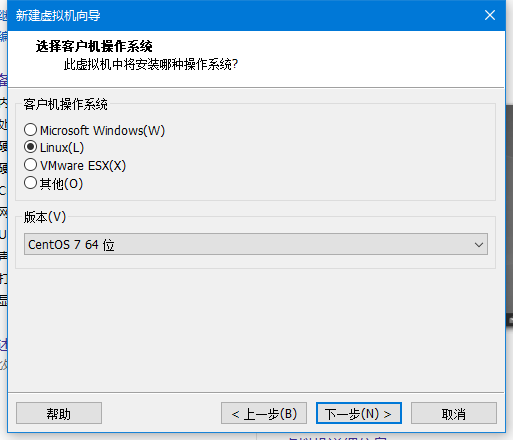 新建虚拟机向导
选择客户机操作系统
此虚拟机中将安装哪种操作系统?
客户机操作系统
Microsoft Windows(W)
Linux(L)
VMware ESX(X)
其他(O)
版本(V)
CentOS 7 64 位
帮助
< 上一步(B)
下一步(N) >
取消